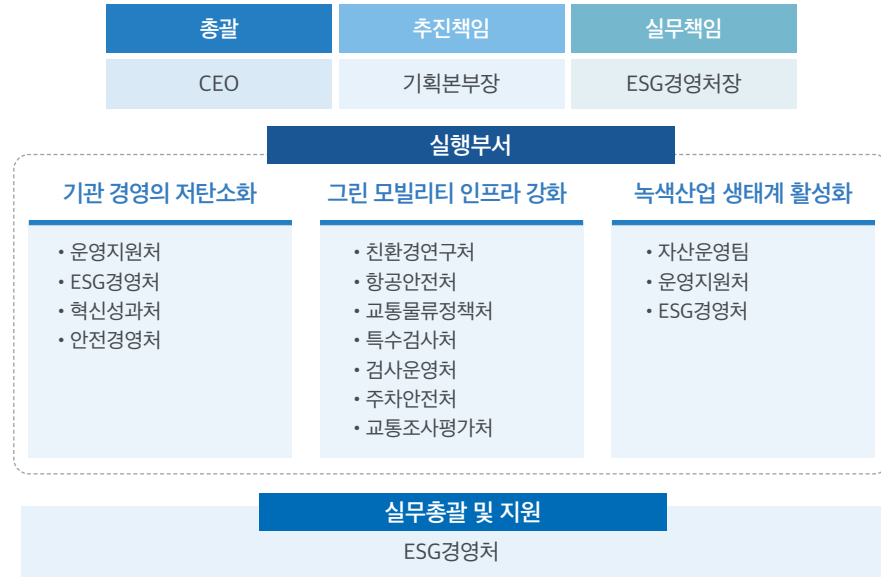 총괄
추진책임
실무책임
CEO
기획본부장
ESG경영처장
실행부서
기관 경영의 저탄소화
• 운영지원처
• ESG경영처
• 혁신성과처
• 안전경영처
그린 모빌리티 인프라 강화
• 친환경연구처
• 항공안전처
• 교통물류정책처
• 특수검사처
• 검사운영처
• 주차안전처
• 교통조사평가처
녹색산업 생태계 활성화
• 자산운영팀
• 운영지원처
• ESG경영처
실무총괄 및 지원
ESG경영처